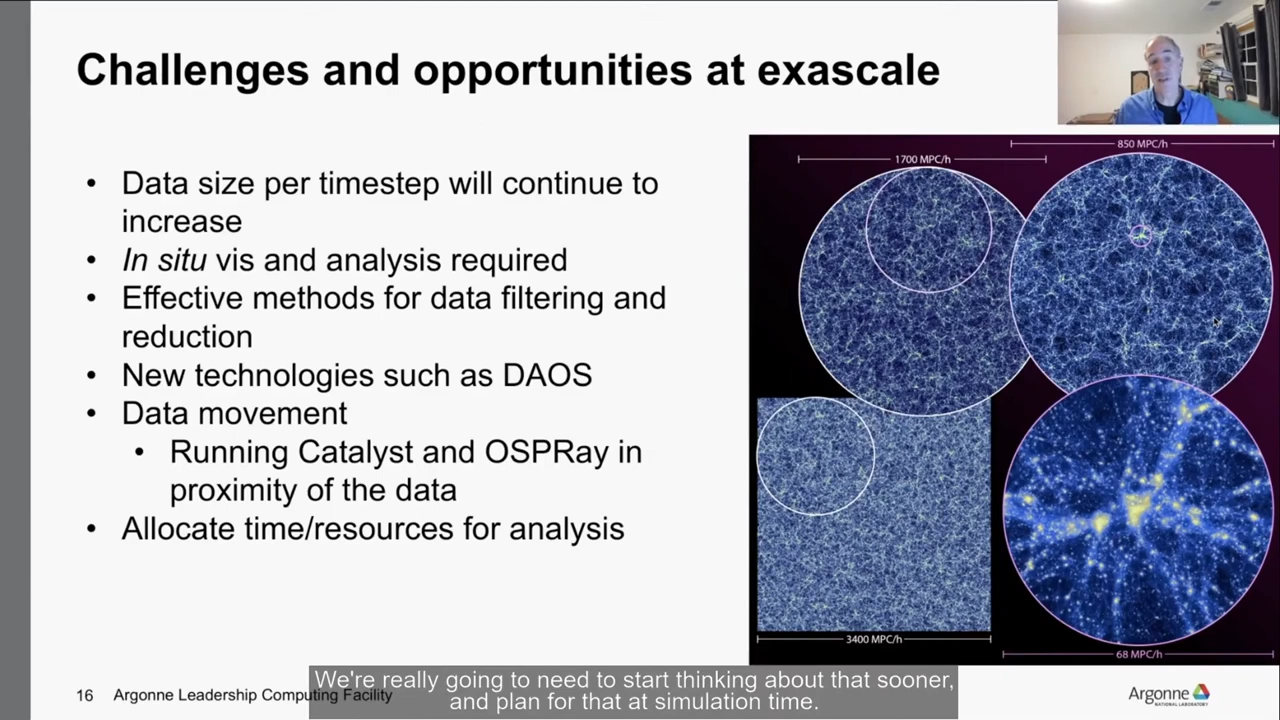 Challenges and opportunities at exascale
• Data size per timestep will continue to
increase
• In situ vis and analysis required
• Effective methods for data filtering and
reduction
• New technologies such as DAOS
• Data movement
• Running Catalyst and OSPRay in
proximity of the data
• Allocate time/resources for analysis
1700 MPC/h
850 MPC/h
3400 MPC/h
68 MPC/h
We're really going to need to start thinking about that sooner,
and plan for that at simulation time.
16 Argonne Leadership Computing Facility
Argonne
NATIONAL LABORATORY